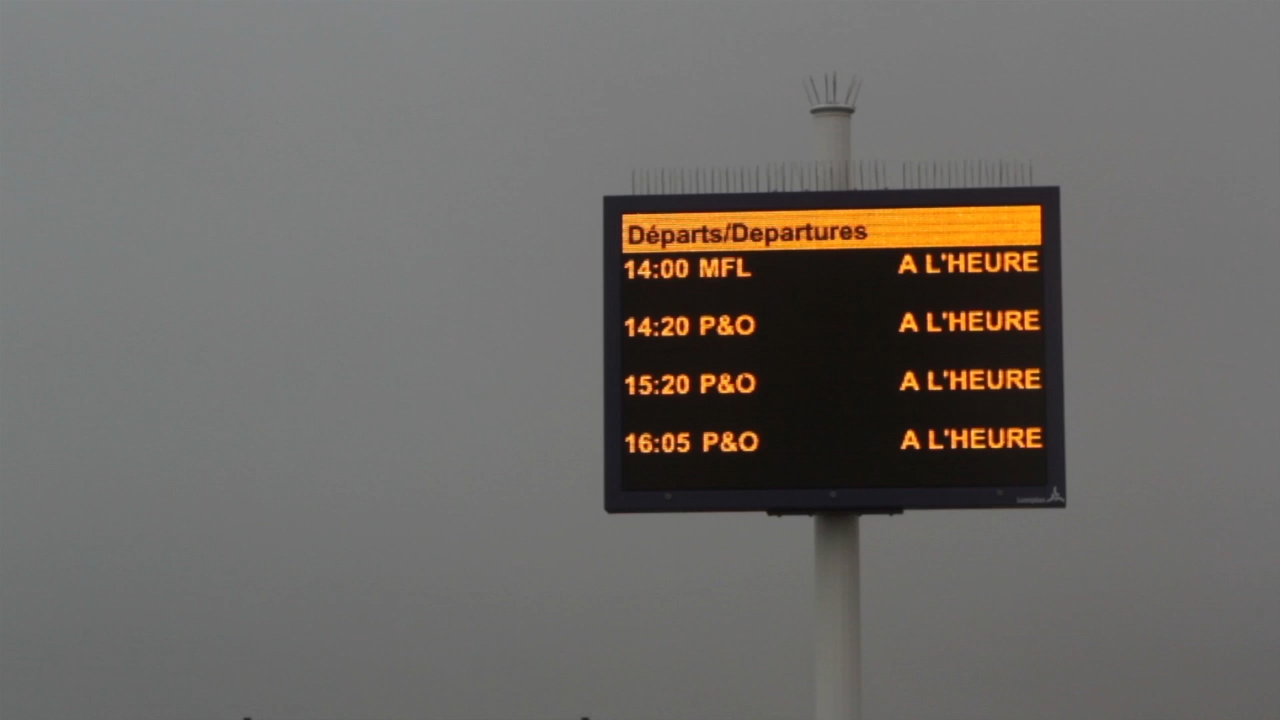 Départs/Departures
14:00 MFL A L'HEURE
14:20 P&O A L'HEURE
15:20 P&O A L'HEURE
16:05 P&O A L'HEURE